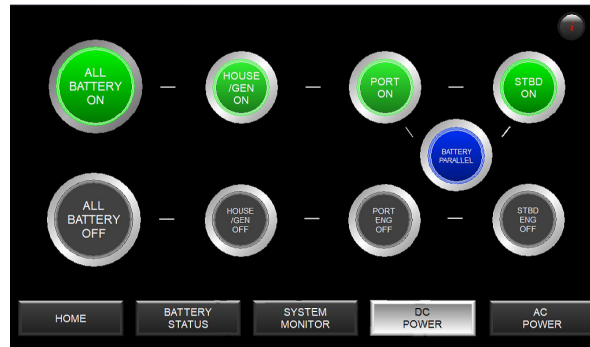 i
ALL
BATTERY
ON
HOUSE
/GEN
ON
PORT
ON
STBD
ON
BATTERY
PARALLEL
ALL
BATTERY
OFF
HOUSE
/GEN
OFF
PORT
ENG
OFF
STBD
ENG
OFF
HOME
BATTERY
STATUS
SYSTEM
MONITOR
DC
POWER
AC
POWER